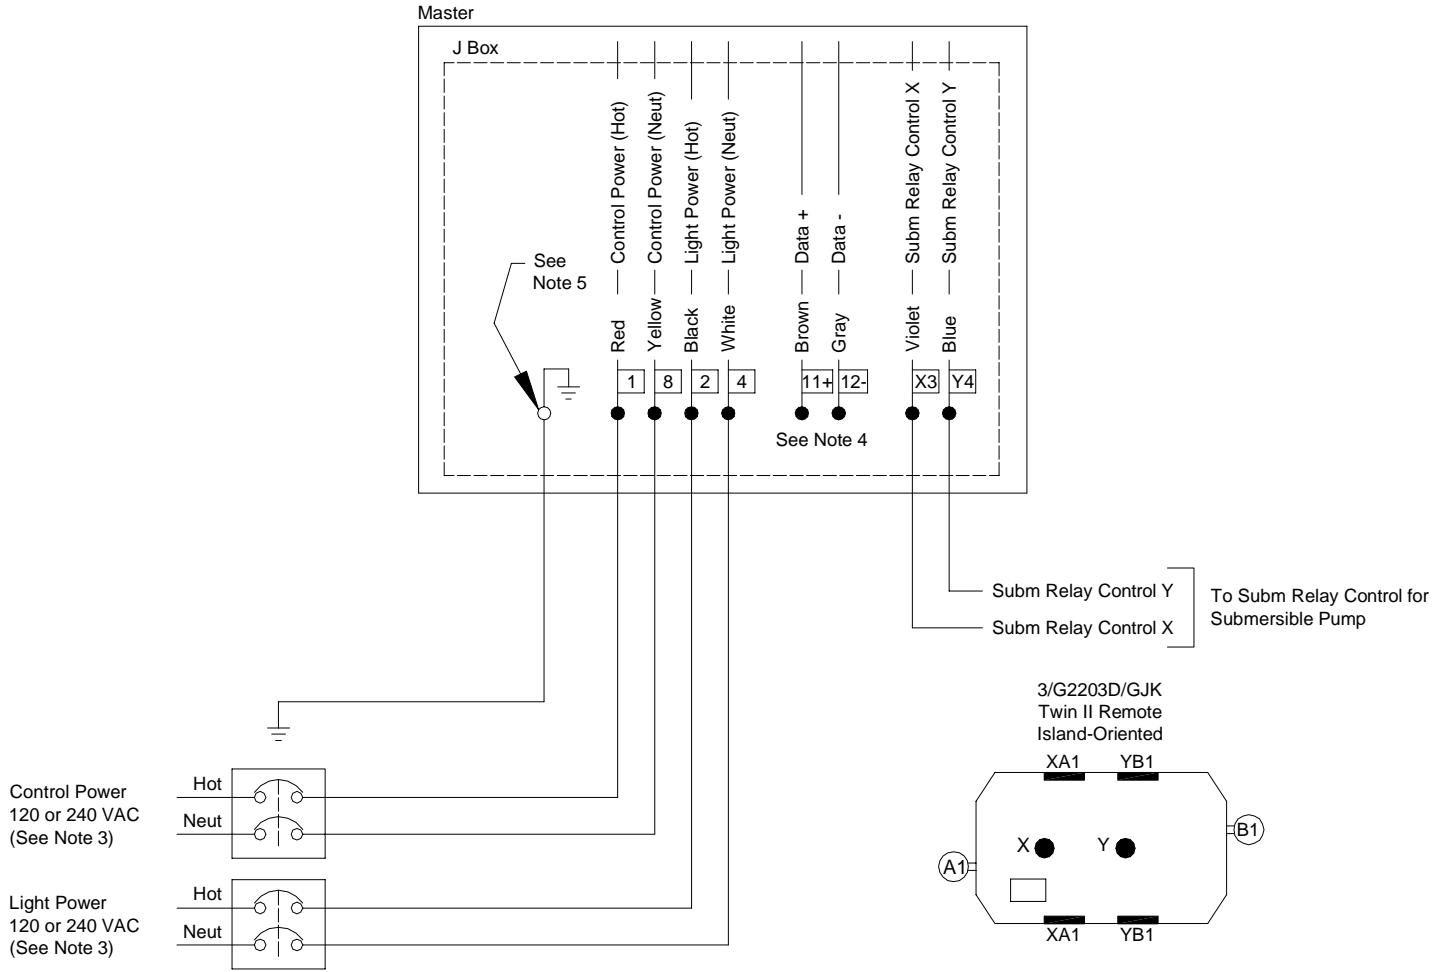 Master
J Box
Control Power (Hot)
Control Power (Neut)
Light Power (Hot)
Light Power (Neut)
Data +
Data -
Subm Relay Control X
Subm Relay Control Y
See
Note 5
Red
Yellow
Black
White
Brown
Gray
Violet
Blue
1
8
2
4
11+
12-
X3
Y4
See Note 4
Subm Relay Control Y
Subm Relay Control X
To Subm Relay Control for
Submersible Pump
3/G2203D/GJK
Twin II Remote
Island-Oriented
XA1 YB1
X Y
A1
B1
XA1 YB1
Control Power
120 or 240 VAC
(See Note 3)
Hot
Neut
Light Power
120 or 240 VAC
(See Note 3)
Hot
Neut